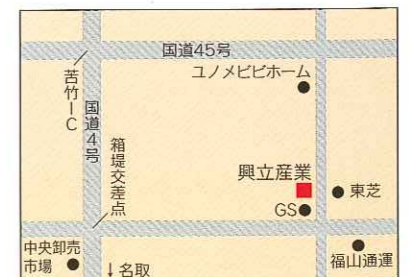 国道45号
ユノメビビホーム
苦竹IC
国道4号
箱堤交差点
興立産業
東芝
GS
中央卸売
市場
↓名取
福山通運